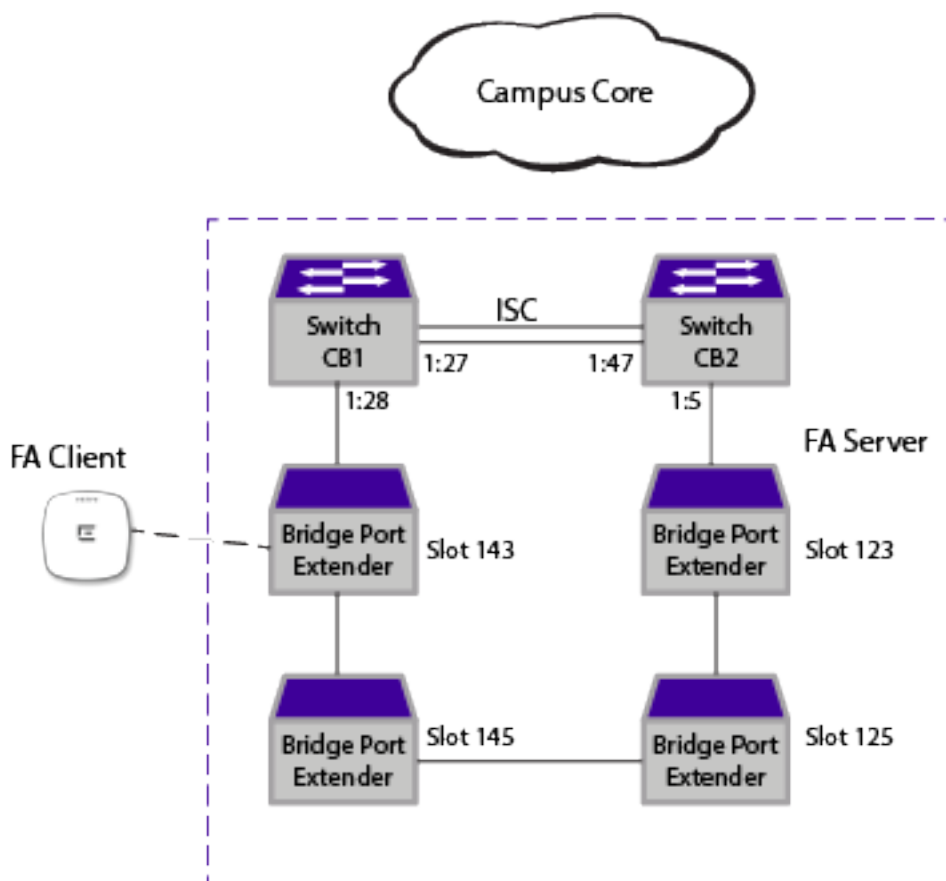 Campus Core
ISC
Switch
CB1
Switch
CB2
1:27
1:47
1:28
1:5
FA Client
FA Server
Bridge Port
Extender
Slot 143
Bridge Port
Extender
Slot 123
Bridge Port
Extender
Slot 145
Bridge Port
Extender
Slot 125